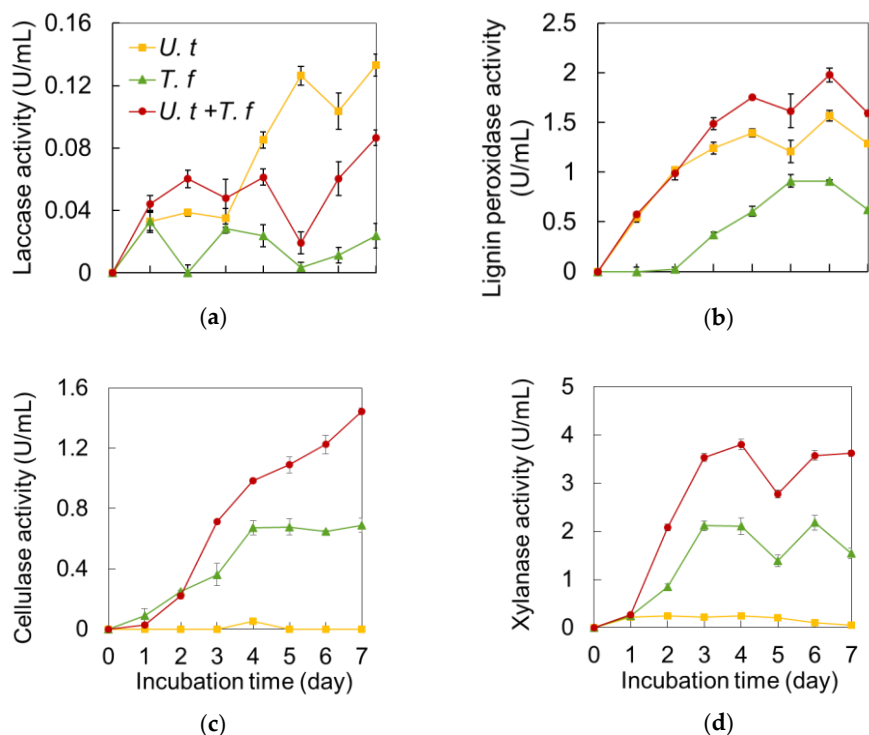 Laccase activity (U/mL)
0.16
0.12
0.08
0.04
0
U. t
T. f
U. t +T. f
(a)
Lignin peroxidase activity
(U/mL)
2.5
2
1.5
1
0.5
0
(b)
Cellulase activity (U/mL)
1.6
1.2
0.8
0.4
0
0 1 2 3 4 5 6 7
Incubation time (day)
(c)
Xylanase activity (U/mL)
5
4
3
2
1
0
0 1 2 3 4 5 6 7
Incubation time (day)
(d)